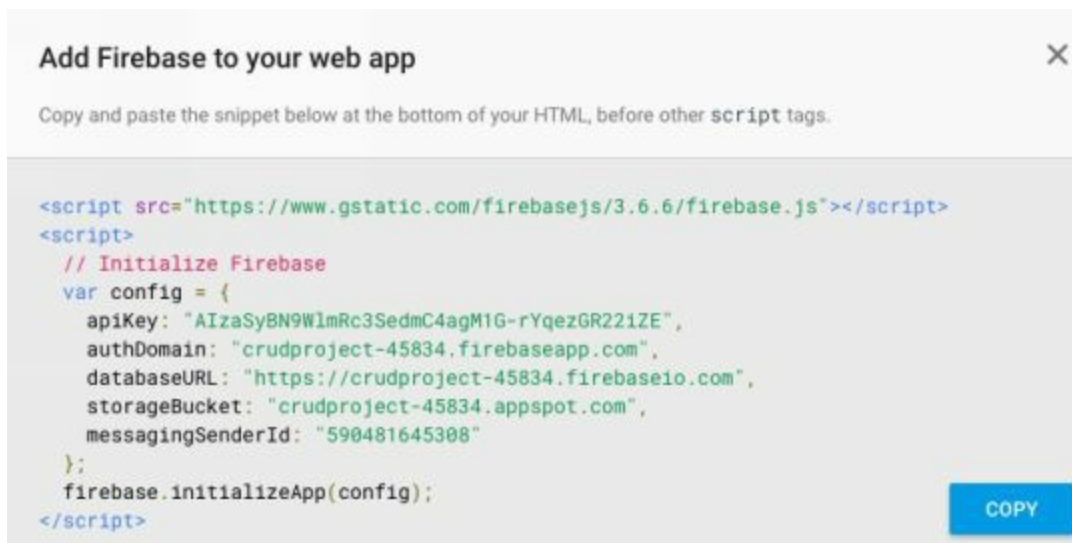 Add Firebase to your web app
Copy and paste the snippet below at the bottom of your HTML, before other script tags.
<script src="https://www.gstatic.com/firebasejs/3.6.6/firebase.js"></script>
<script>
// Initialize Firebase
var config = {
apiKey: "AIzaSyBN9WlmRc3SedmC4agM1G-rYqezGR22iZE",
authDomain: "crudproject-45834.firebaseapp.com",
databaseURL: "https://crudproject-45834.firebaseio.com",
storageBucket: "crudproject-45834.appspot.com",
messagingSenderId: "590481645308"
};
firebase.initializeApp(config);
</script>
COPY